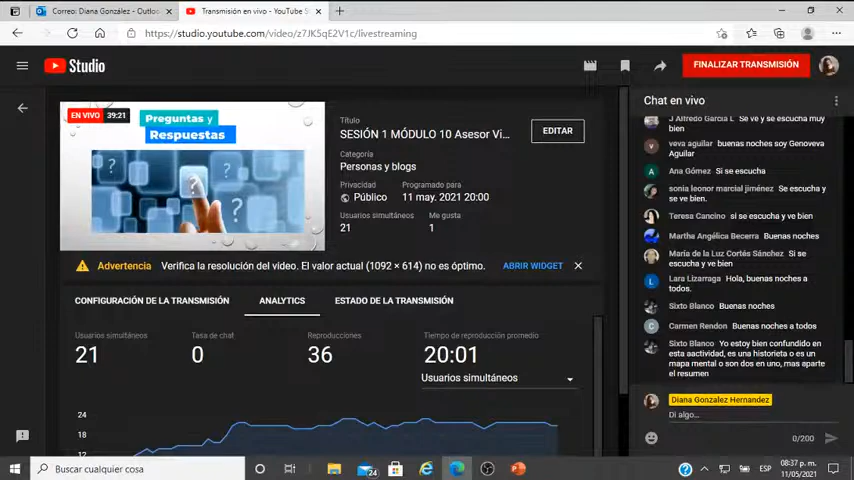 Correo: Diana González - Outloo
Transmisión en vivo - YouTube S
https://studio.youtube.com/video/z7JKSqE2V1c/livestreaming
Studio
FINALIZAR TRANSMISIÓN
EN VIVO 39:21
Preguntas y
Respuestas
Título
SESIÓN 1 MÓDULO 10 Asesor Vi...
EDITAR
Categoría
Personas y blogs
Privacidad
Público
Programado para
11 may. 2021 20:00
Usuarios simultáneos
21
Me gusta
1
Advertencia Verifica la resolución del vídeo. El valor actual (1092 × 614) no es óptimo. ABRIR WIDGET
CONFIGURACIÓN DE LA TRANSMISIÓN ANALYTICS ESTADO DE LA TRANSMISIÓN
Usuarios simultáneos
21
Tasa de chat
0
Reproducciones
36
Tiempo de reproducción promedio
20:01
Usuarios simultáneos
24
18
Chat en vivo
J Alfredo García L Se ve y se escucha muy
bien
veva aguilar buenas noches soy Genoveva
Aguilar
Ana Gómez Si se escucha
sonia leonor marcial jiménez Se escucha y
se ve bien.
Teresa Cancino si se escucha y ve bien
Martha Angélica Becerra Buenas noches
María de la Luz Cortés Sánchez Si se
escucha y ve bien
Lara Lizarraga Hola, buenas noches a
todos.
Sixto Blanco Buenas noches
Carmen Rendon Buenas noches a todos
Sixto Blanco Yo estoy bien confundido en
esta aactividad, es una historieta o es un
mapa mental o son dos en uno, mas aparte
el resumen
Diana Gonzalez Hernandez
Di algo...
0/200
Buscar cualquier cosa
24
ESP
08:37 p. m.
11/05/2021